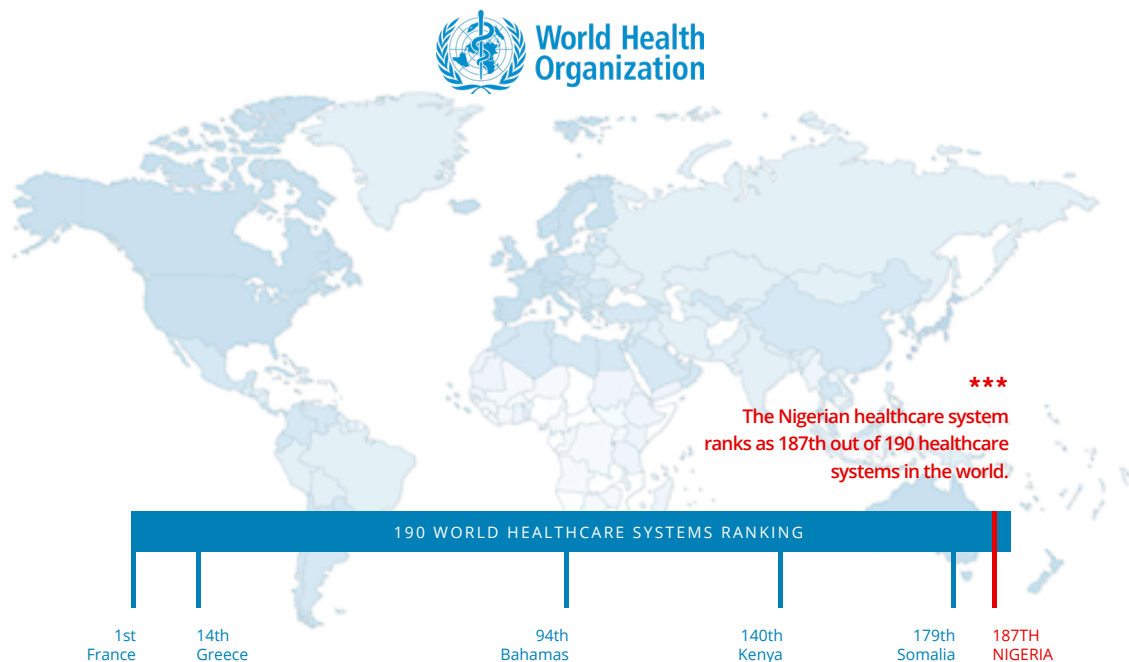 World Health
Organization
***
The Nigerian healthcare system
ranks as 187th out of 190 healthcare
systems in the world.
190 WORLD HEALTHCARE SYSTEMS RANKING
1st
France
14th
Greece
94th
Bahamas
140th
Kenya
179th
Somalia
187TH
NIGERIA